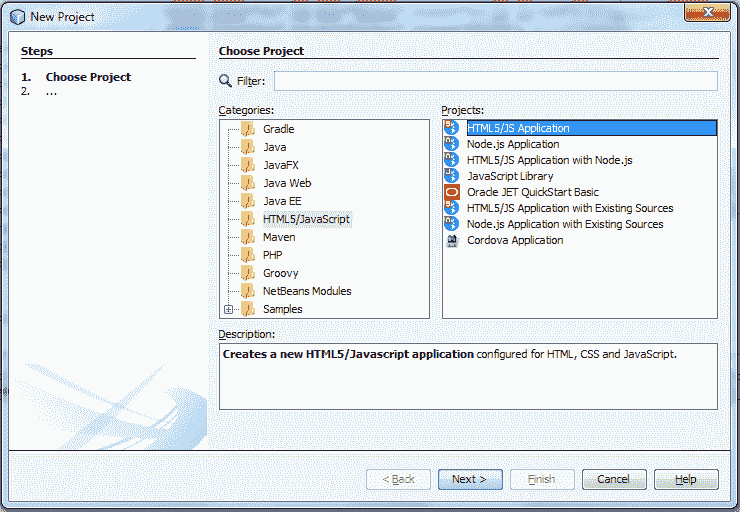 New Project
Steps
1. Choose Project
2. ...
Choose Project
Filter:
Categories:
Gradle
Java
JavaFX
Java Web
Java EE
HTML5/JavaScript
Maven
PHP
Groovy
NetBeans Modules
Samples
Projects:
HTML5/JS Application
Node.js Application
HTML5/JS Application with Node.js
JavaScript Library
Oracle JET QuickStart Basic
HTML5/JS Application with Existing Sources
Node.js Application with Existing Sources
Cordova Application
Description:
Creates a new HTML5/Javascript application configured for HTML, CSS and JavaScript.
< Back
Next >
Finish
Cancel
Help